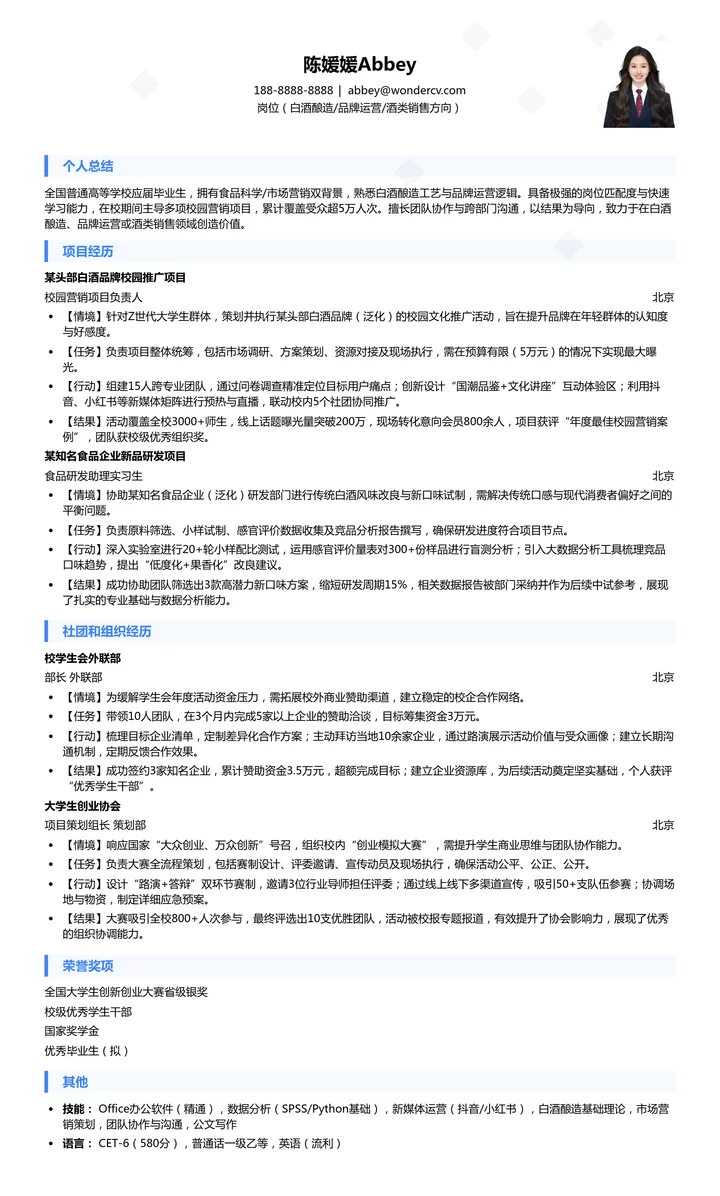 陈媛媛Abbey
188-8888-8888 | abbey@wondercv.com
岗位（白酒酿造/品牌运营/酒类销售方向）
个人总结
全国普通高等学校应届毕业生，拥有食品科学/市场营销双背景，熟悉白酒酿造工艺与品牌运营逻辑。具备极强的岗位匹配度与快速
学习能力，在校期间主导多项校园营销项目，累计覆盖受众超5万人次。擅长团队协作与跨部门沟通，以结果为导向，致力于在白酒
酿造、品牌运营或酒类销售领域创造价值。
项目经历
某头部白酒品牌校园推广项目
校园营销项目负责人 北京
• 【情境】针对Z世代大学生群体，策划并执行某头部白酒品牌（泛化）的校园文化推广活动，旨在提升品牌在年轻群体的认知度
与好感度。
• 【任务】负责项目整体统筹，包括市场调研、方案策划、资源对接及现场执行，需在预算有限（5万元）的情况下实现最大曝
光。
• 【行动】组建15人跨专业团队，通过问卷调查精准定位目标用户痛点；创新设计“国潮品鉴+文化讲座”互动体验区；利用抖
音、小红书等新媒体矩阵进行预热与直播，联动校内5个社团协同推广。
• 【结果】活动覆盖全校3000+师生，线上话题曝光量突破200万，现场转化意向会员800余人，项目获评“年度最佳校园营销案
例”，团队获校级优秀组织奖。
某知名食品企业新品研发项目
食品研发助理实习生 北京
• 【情境】协助某知名食品企业（泛化）研发部门进行传统白酒风味改良与新口味试制，需解决传统口感与现代消费者偏好之间的
平衡问题。
• 【任务】负责原料筛选、小样试制、感官评价数据收集及竞品分析报告撰写，确保研发进度符合项目节点。
• 【行动】深入实验室进行20+轮小样配比测试，运用感官评价量表对300+份样品进行盲测分析；引入大数据分析工具梳理竞品
口味趋势，提出“低度化+果香化”改良建议。
• 【结果】成功协助团队筛选出3款高潜力新口味方案，缩短研发周期15%，相关数据报告被部门采纳并作为后续中试参考，展现
了扎实的专业基础与数据分析能力。
社团和组织经历
校学生会外联部
部长 外联部 北京
• 【情境】为缓解学生会年度活动资金压力，需拓展校外商业赞助渠道，建立稳定的校企合作网络。
• 【任务】带领10人团队，在3个月内完成5家以上企业的赞助洽谈，目标筹集资金3万元。
• 【行动】梳理目标企业清单，定制差异化合作方案；主动拜访当地10余家企业，通过路演展示活动价值与受众画像；建立长期沟
通机制，定期反馈合作效果。
• 【结果】成功签约3家知名企业，累计赞助资金3.5万元，超额完成目标；建立企业资源库，为后续活动奠定坚实基础，个人获评
“优秀学生干部”。
大学生创业协会
项目策划组长 策划部 北京
• 【情境】响应国家“大众创业、万众创新”号召，组织校内“创业模拟大赛”，需提升学生商业思维与团队协作能力。
• 【任务】负责大赛全流程策划，包括赛制设计、评委邀请、宣传动员及现场执行，确保活动公平、公正、公开。
• 【行动】设计“路演+答辩”双环节赛制，邀请3位行业导师担任评委；通过线上线下多渠道宣传，吸引50+支队伍参赛；协调场
地与物资，制定详细应急预案。
• 【结果】大赛吸引全校800+人次参与，最终评选出10支优胜团队，活动被校报专题报道，有效提升了协会影响力，展现了优秀
的组织协调能力。
荣誉奖项
全国大学生创新创业大赛省级银奖
校级优秀学生干部
国家奖学金
优秀毕业生（拟）
其他
• 技能： Office办公软件（精通），数据分析（SPSS/Python基础），新媒体运营（抖音/小红书），白酒酿造基础理论，市场营
销策划，团队协作与沟通，公文写作
• 语言： CET-6（580分），普通话一级乙等，英语（流利）